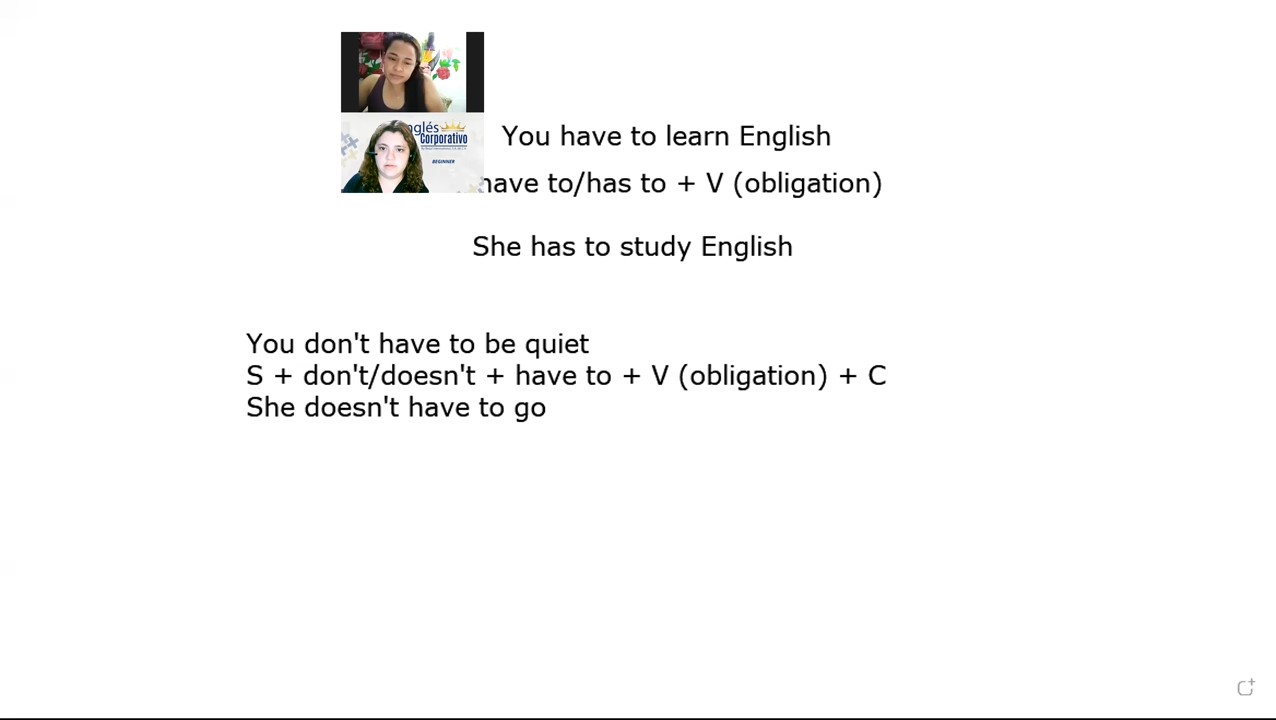 Corporativo
BEGINNER
You have to learn English
have to/has to + V (obligation)
She has to study English
You don't have to be quiet
S + don't/doesn't + have to + V (obligation) + C
She doesn't have to go